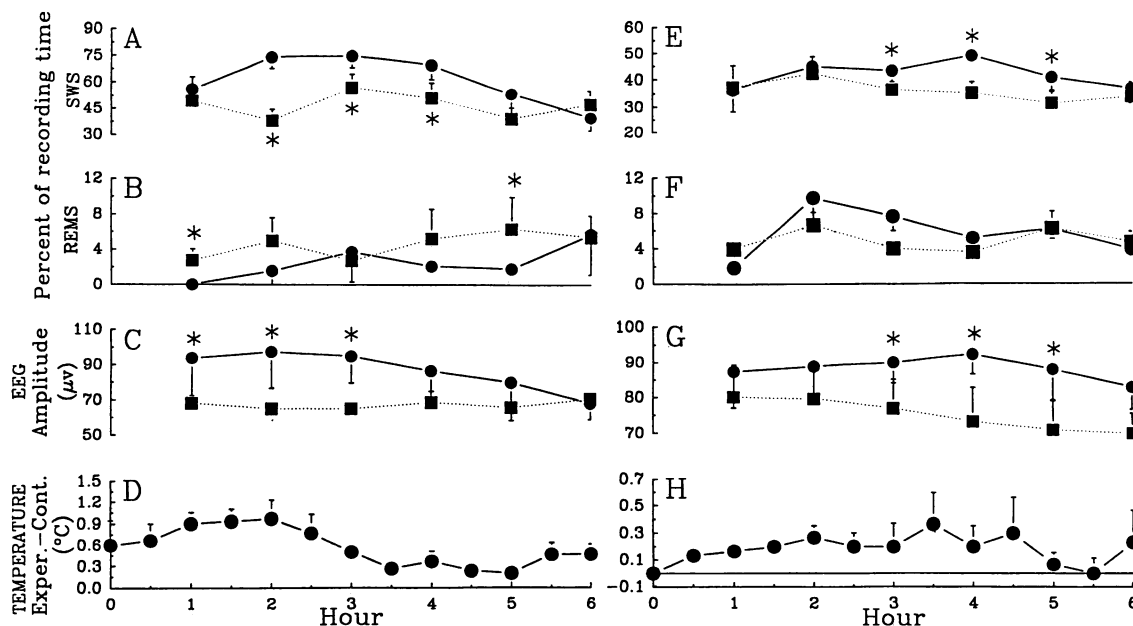 Percent of recording time
SWS
90
75
60
45
30
A
*
*
*
REMS
12
8
4
0
B
*
*
EEG
Amplitude
(μv)
110
90
70
50
C
*
*
*
TEMPERATURE
Exper.-Cont.
(°C)
1.5
1.2
0.9
0.6
0.3
0.0
D
0 1 2 3 4 5 6
Hour
60
50
40
30
20
E
*
*
*
12
8
4
0
F
100
90
80
70
G
*
*
*
0.7
0.5
0.3
0.1
-0.1
H
0 1 2 3 4 5 6
Hour